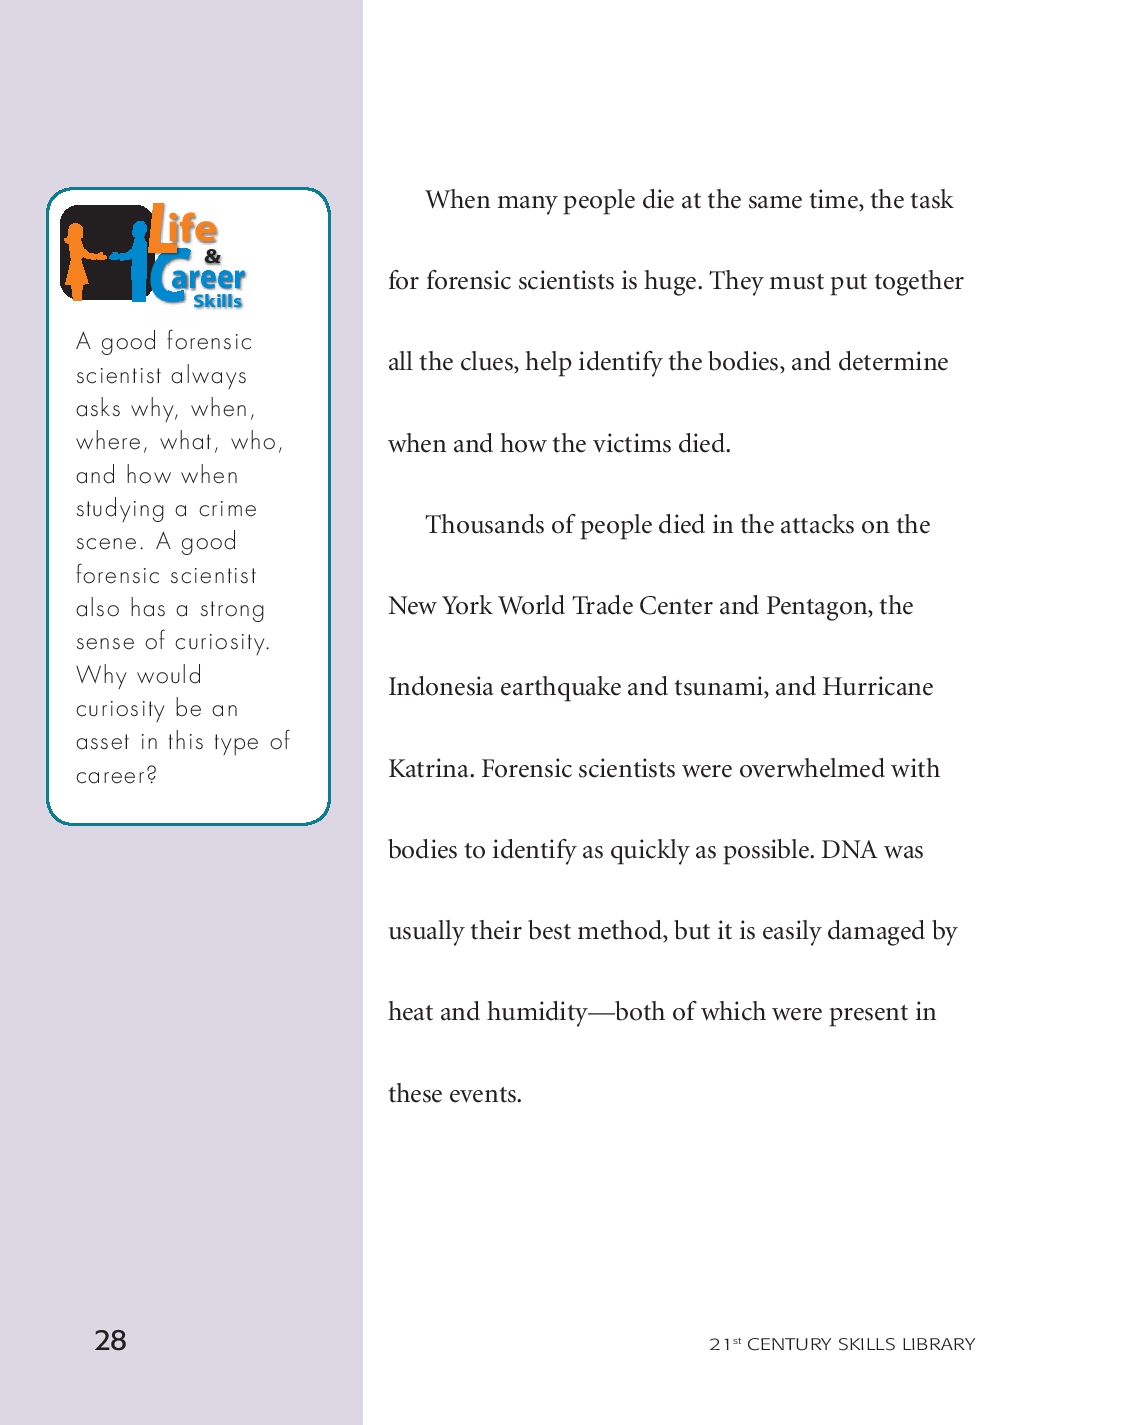 Life
&
Career
Skills
A good forensic
scientist always
asks why, when,
where, what, who,
and how when
studying a crime
scene. A good
forensic scientist
also has a strong
sense of curiosity.
Why would
curiosity be an
asset in this type of
career?
When many people die at the same time, the task
for forensic scientists is huge. They must put together
all the clues, help identify the bodies, and determine
when and how the victims died.
Thousands of people died in the attacks on the
New York World Trade Center and Pentagon, the
Indonesia earthquake and tsunami, and Hurricane
Katrina. Forensic scientists were overwhelmed with
bodies to identify as quickly as possible. DNA was
usually their best method, but it is easily damaged by
heat and humidity—both of which were present in
these events.
28
21st CENTURY SKILLS LIBRARY